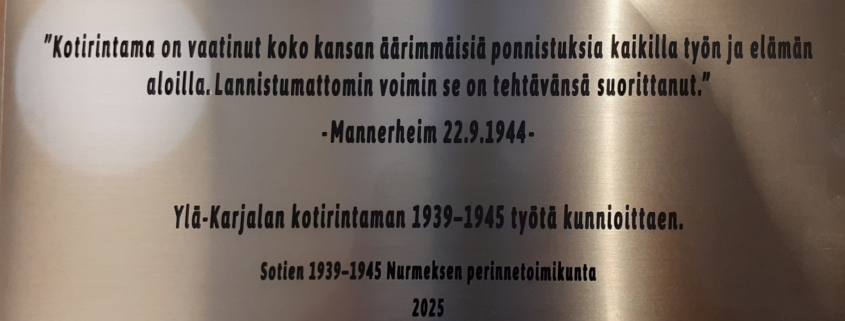 "Kotirintama on vaatinut koko kansan äärimmäisiä ponnistuksia kaikilla työn ja elämän
aloilla. Lannistumattomin voimin se on tehtävänsä suorittanut."
-Mannerheim 22.9.1944-
Ylä-Karjalan kotirintaman 1939–1945 työtä kunnioittaen.
Sotien 1939–1945 Nurmeksen perinnetoimikunta
2025